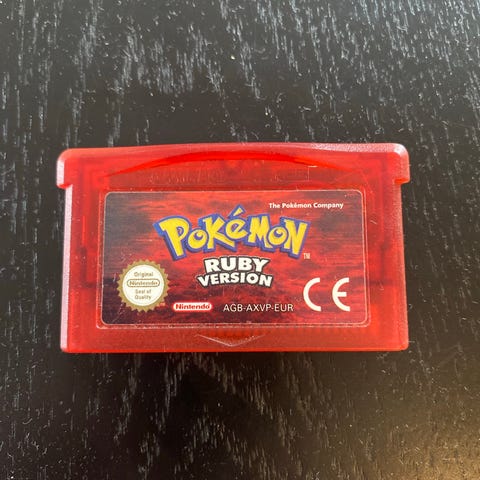 The Pokémon Company
POKéMON
TM
RUBY
VERSION
Original
Nintendo
Seal of
Quality
Nintendo
AGB-AXVP-EUR
CE